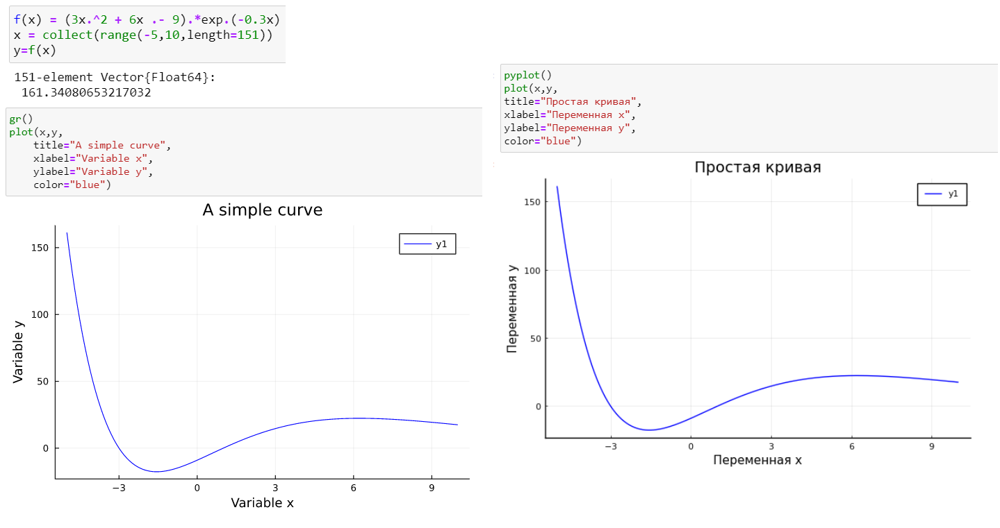 f(x) = (3x.^2 + 6x .- 9).*exp.(-0.3x)
x = collect(range(-5,10,length=151))
y=f(x)
151-element Vector{Float64}:
161.34080653217032
gr()
plot(x,y,
title="A simple curve",
xlabel="Variable x",
ylabel="Variable y",
color="blue")
A simple curve
y1
150
100
50
0
Variable y
−3
0
3
6
9
Variable x
pyplot()
plot(x,y,
title="Простая кривая",
xlabel="Переменная x",
ylabel="Переменная y",
color="blue")
Простая кривая
y1
150
100
50
0
Переменная y
−3
0
3
6
9
Переменная x